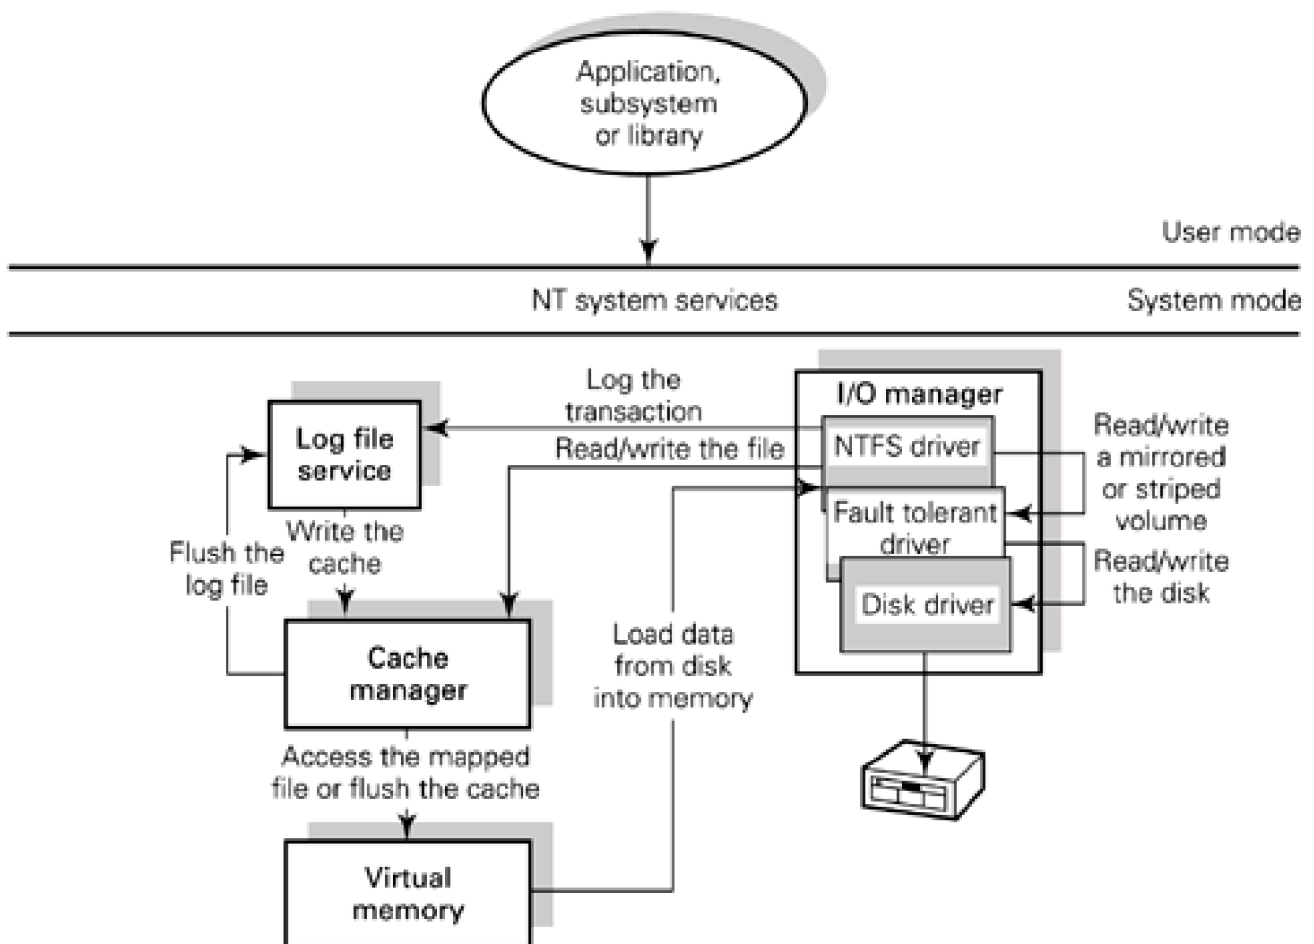 Application,
subsystem
or library
User mode
NT system services
System mode
Log the
transaction
I/O manager
Log file
service
Read/write the file
NTFS driver
Read/write
a mirrored
or striped
volume
Fault tolerant
driver
Flush the
log file
Write the
cache
Read/write
the disk
Disk driver
Load data
from disk
into memory
Cache
manager
Access the mapped
file or flush the cache
Virtual
memory